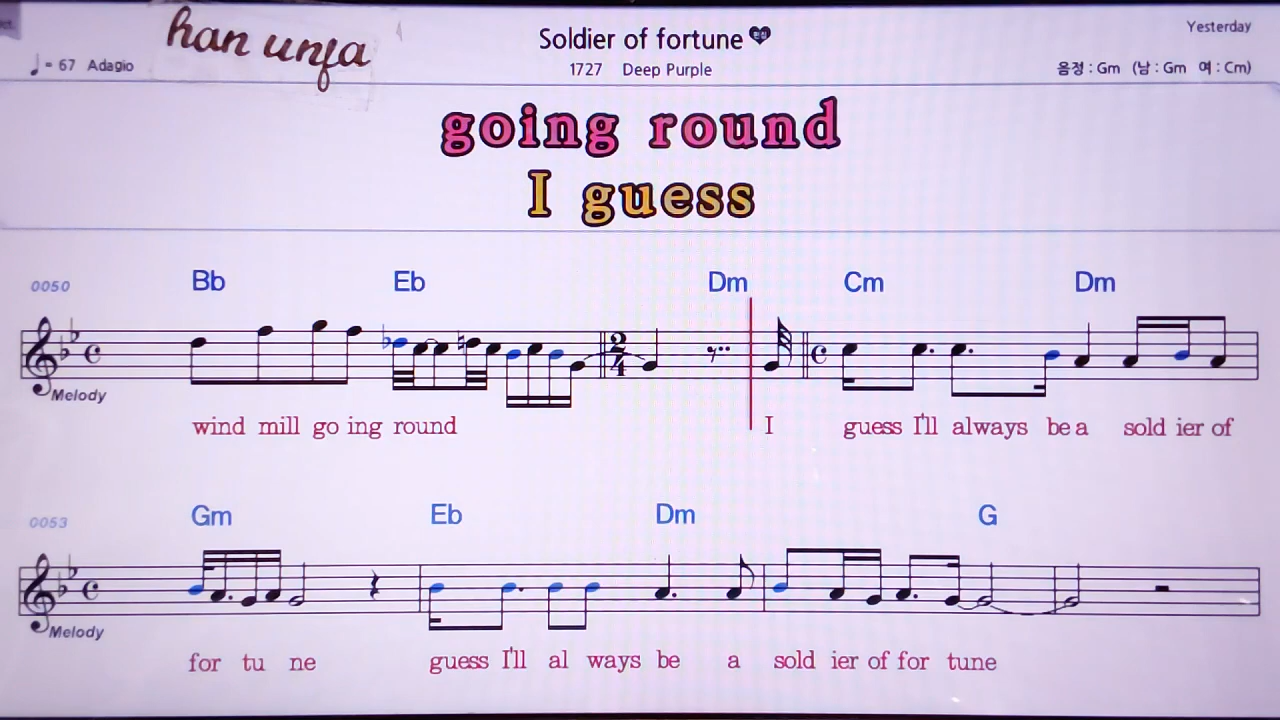 han unfa
Soldier of fortune
Yesterday
= 67 Adagio
1727 Deep Purple
음정 : Gm (남 : Gm 여 : Cm)
going round
I guess
0050 Bb Eb Dm Cm Dm
2
4
Melody
wind mill go ing round I guess I'll always be a sold ier of
0053 Gm Eb Dm G
Melody
for tu ne guess I'll al ways be a sold ier of for tune